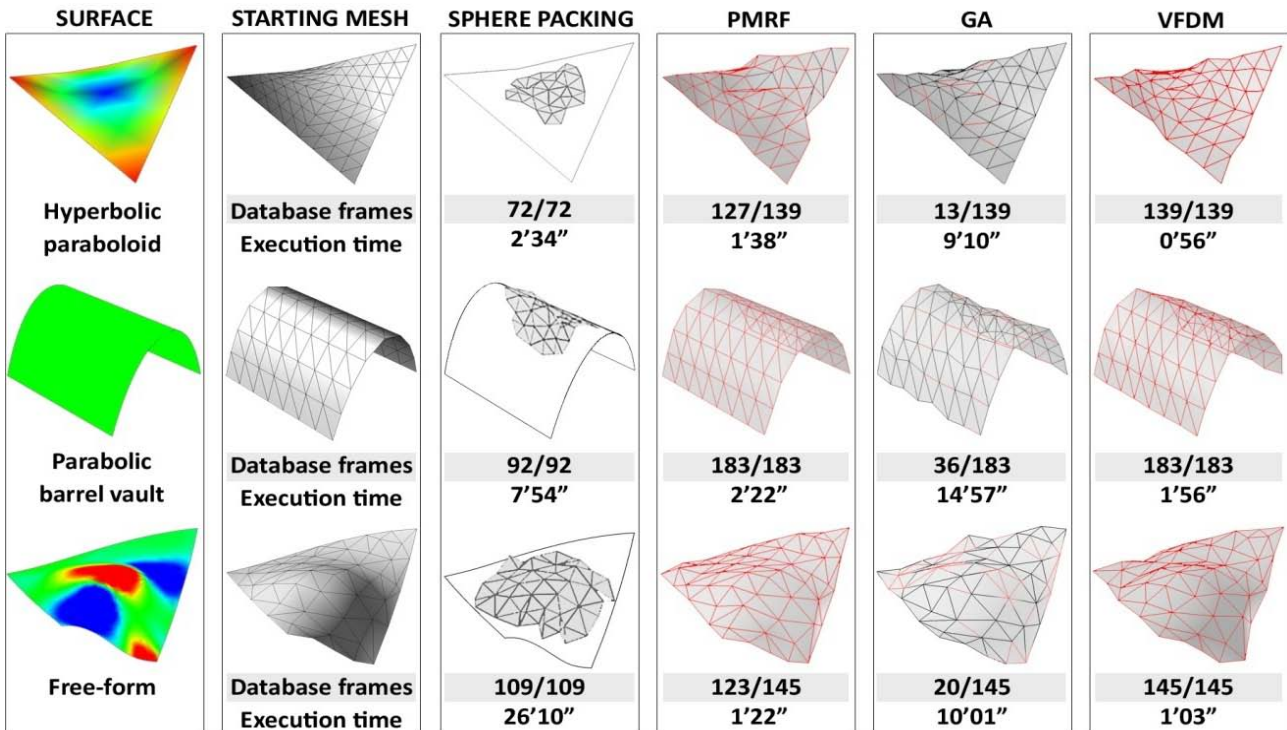 SURFACE STARTING MESH SPHERE PACKING PMRF GA VFDM
Hyperbolic paraboloid
Database frames 72/72 127/139 13/139 139/139
Execution time 2’34” 1’38” 9’10” 0’56”
Parabolic barrel vault
Database frames 92/92 183/183 36/183 183/183
Execution time 7’54” 2’22” 14’57” 1’56”
Free-form
Database frames 109/109 123/145 20/145 145/145
Execution time 26’10” 1’22” 10’01” 1’03”